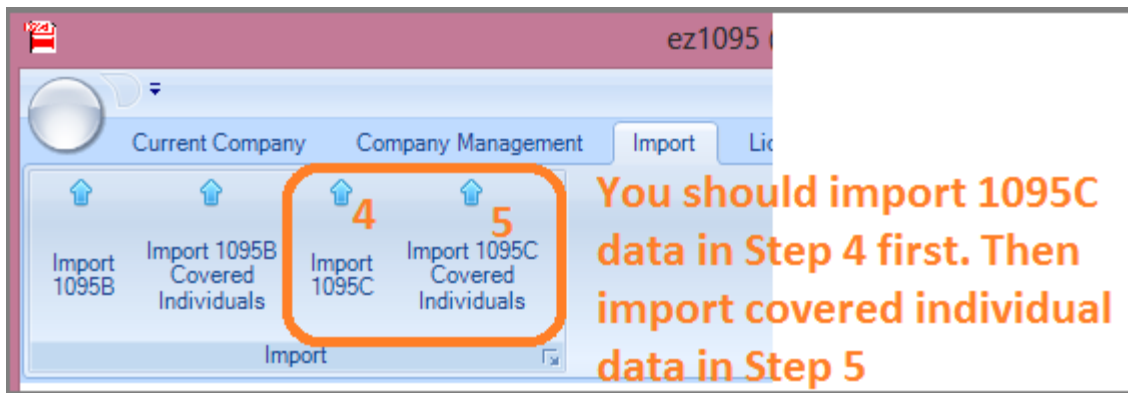 ez1095
Current Company Company Management Import
4 5
Import 1095B
Import 1095B Covered Individuals
Import 1095C
Import 1095C Covered Individuals
Import
You should import 1095C
data in Step 4 first. Then
import covered individual
data in Step 5